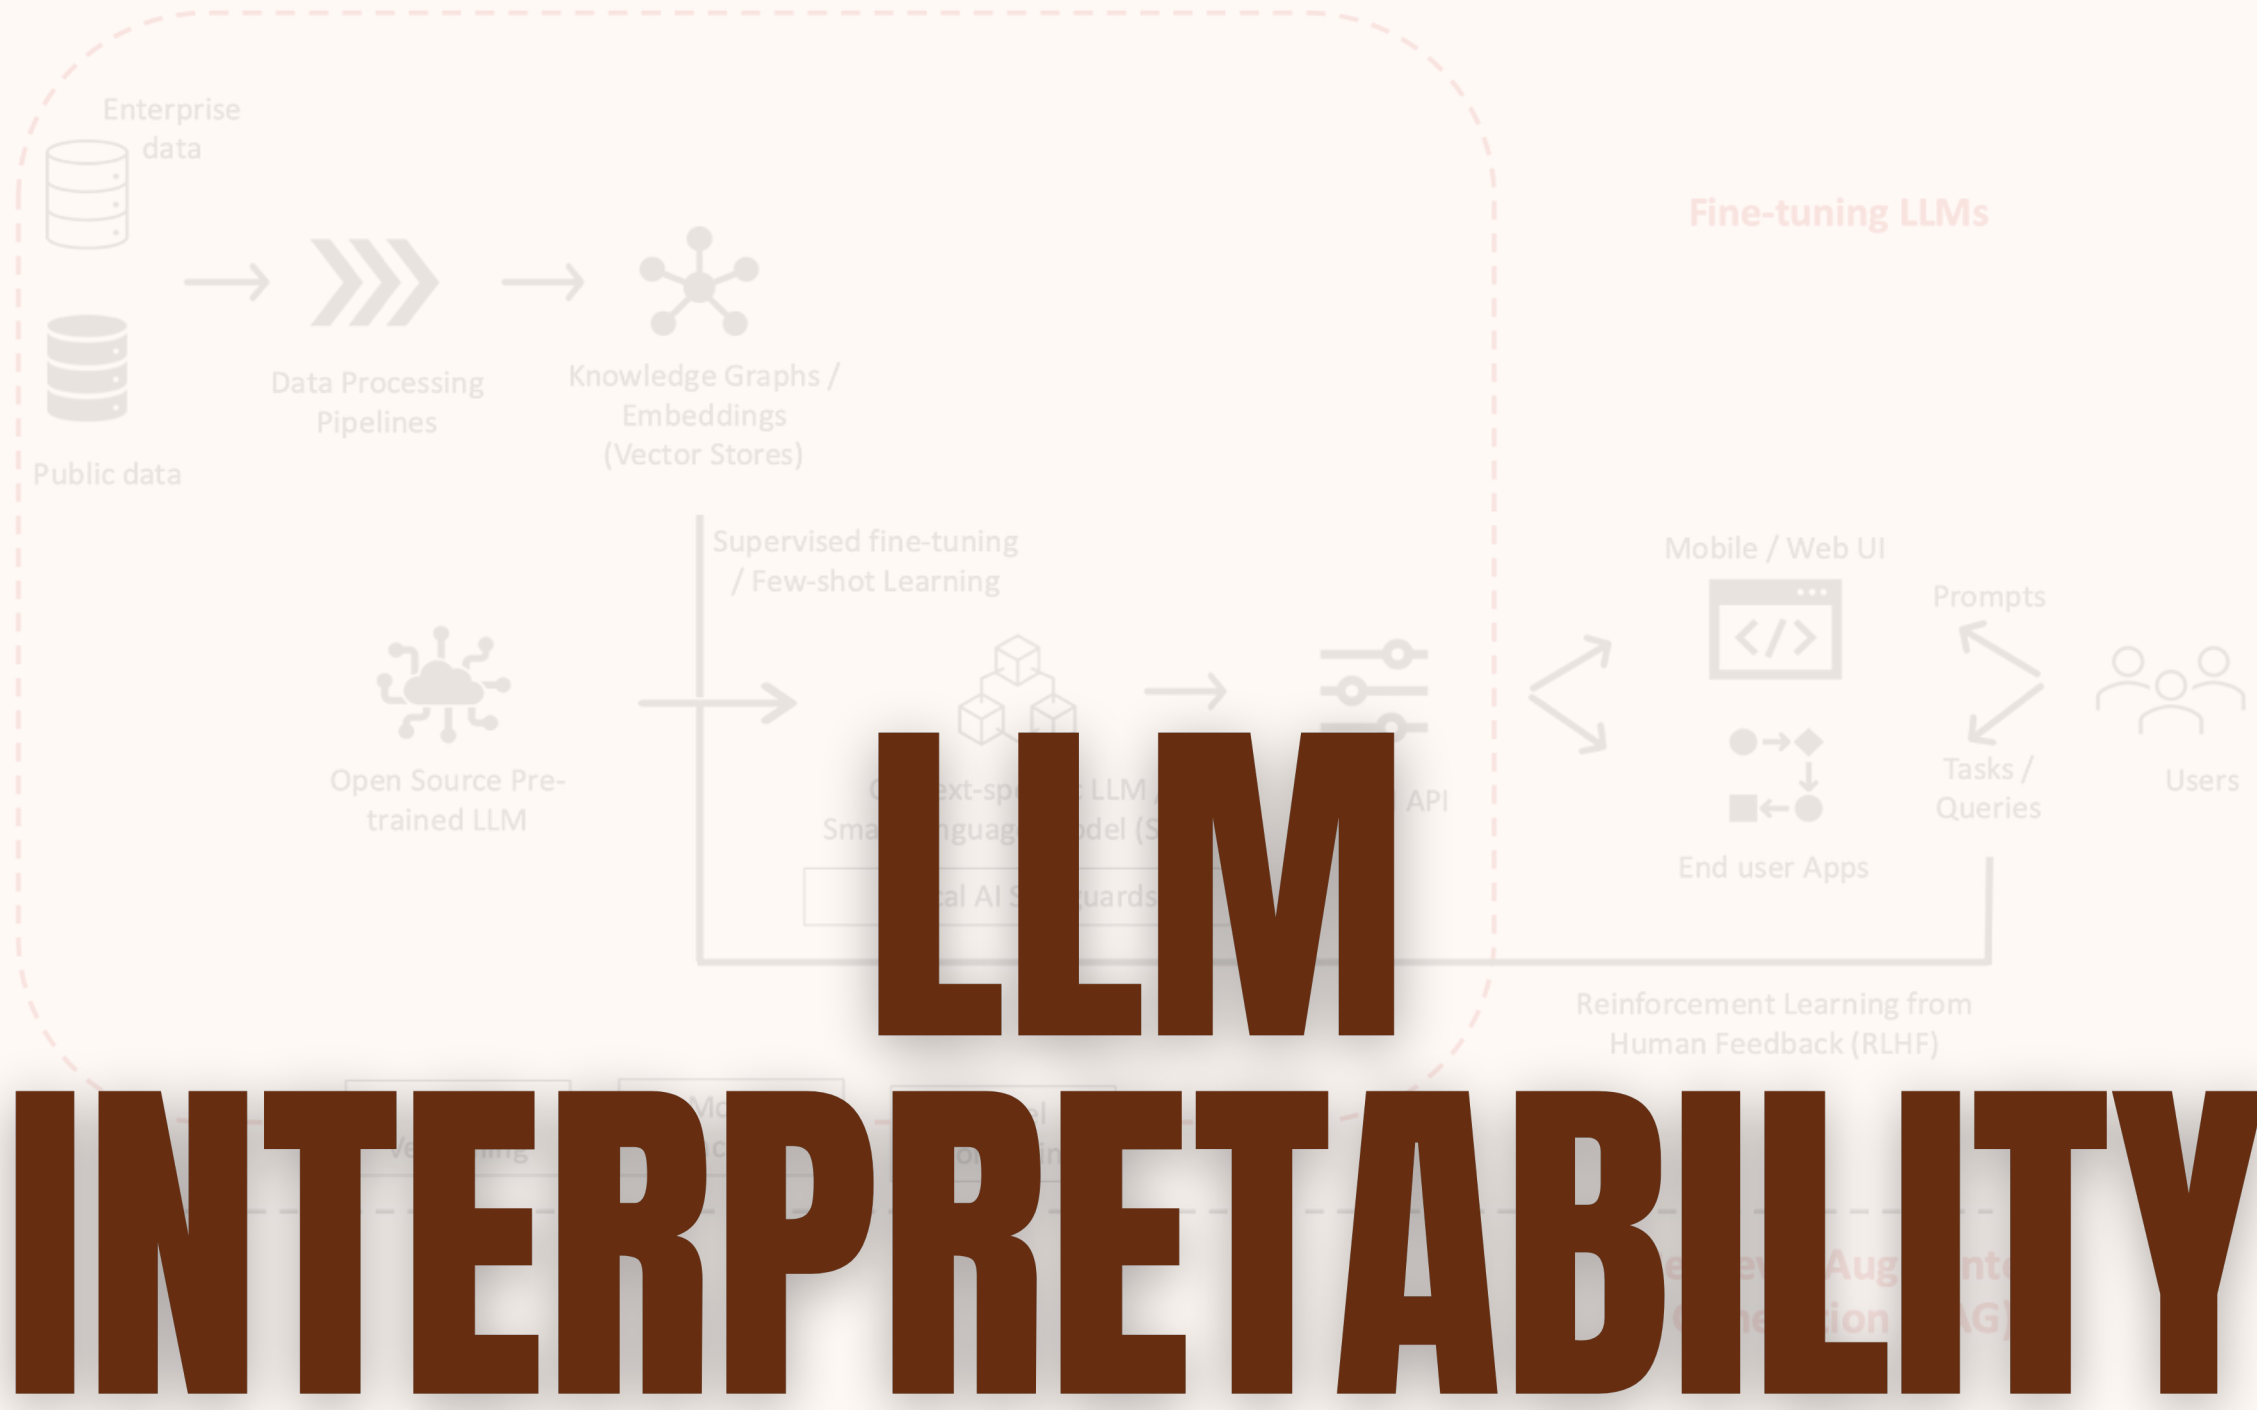 Enterprise
data
Fine-tuning LLMs
Data Processing
Pipelines
Knowledge Graphs /
Embeddings
(Vector Stores)
Public data
Supervised fine-tuning
/ Few-shot Learning
Mobile / Web UI
Prompts
Open Source Pre-
trained LLM
LLM /
API
Tasks /
Queries
Users
End user Apps
AI
LLM
Reinforcement Learning from
Human Feedback (RLHF)
INTERPRETABILITY